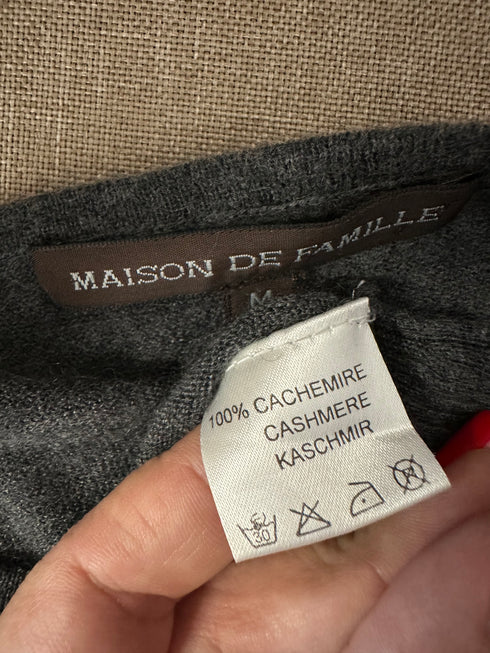 MAISON DE FAMILLE
M
100% CACHEMIRE
CASHMERE
KASCHMIR
30